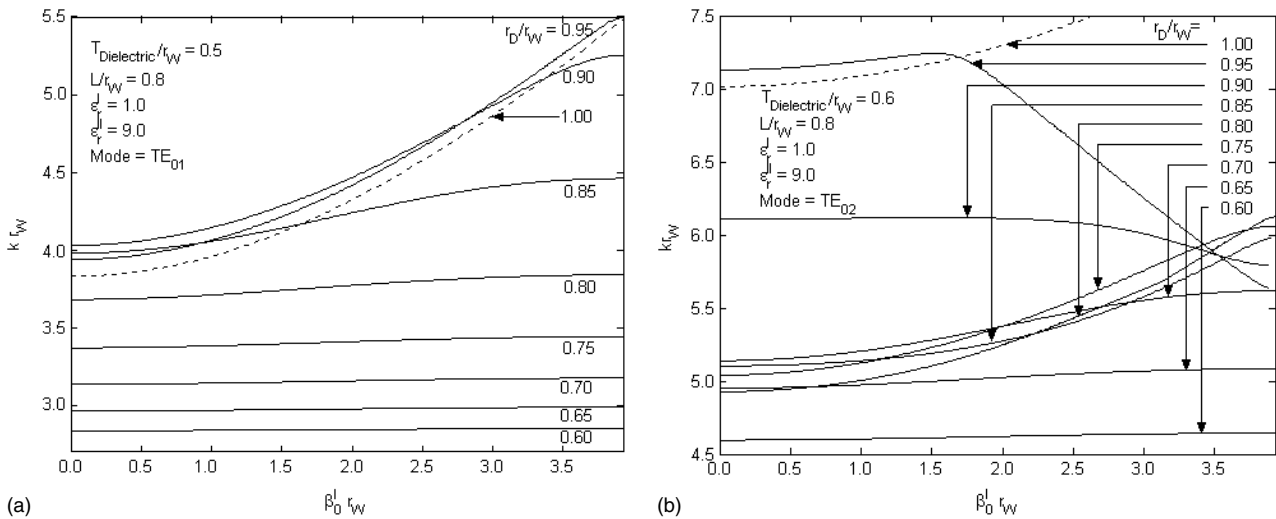 5.5
5.0
4.5
4.0
3.5
3.0
k r_W
T_Dielectric/r_W = 0.5
L/r_W = 0.8
ε_r^I = 1.0
ε_r^II = 9.0
Mode = TE_01
r_D/r_W = 0.95
0.90
1.00
0.85
0.80
0.75
0.70
0.65
0.60
0.0 0.5 1.0 1.5 2.0 2.5 3.0 3.5
β_0^I r_W
(a)
7.5
7.0
6.5
6.0
5.5
5.0
4.5
kr_W
T_Dielectric/r_W = 0.6
L/r_W = 0.8
ε_r^I = 1.0
ε_r^II = 9.0
Mode = TE_02
r_D/r_W =
1.00
0.95
0.90
0.85
0.80
0.75
0.70
0.65
0.60
0.0 0.5 1.0 1.5 2.0 2.5 3.0 3.5
β_0^I r_W
(b)